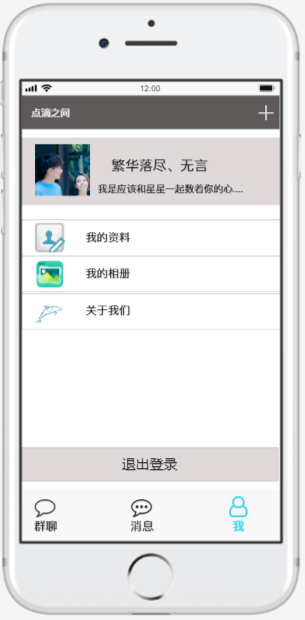 12:00
点滴之间
繁华落尽、无言
我是应该和星星一起数着你的心....
我的资料
我的相册
关于我们
退出登录
群聊 消息 我